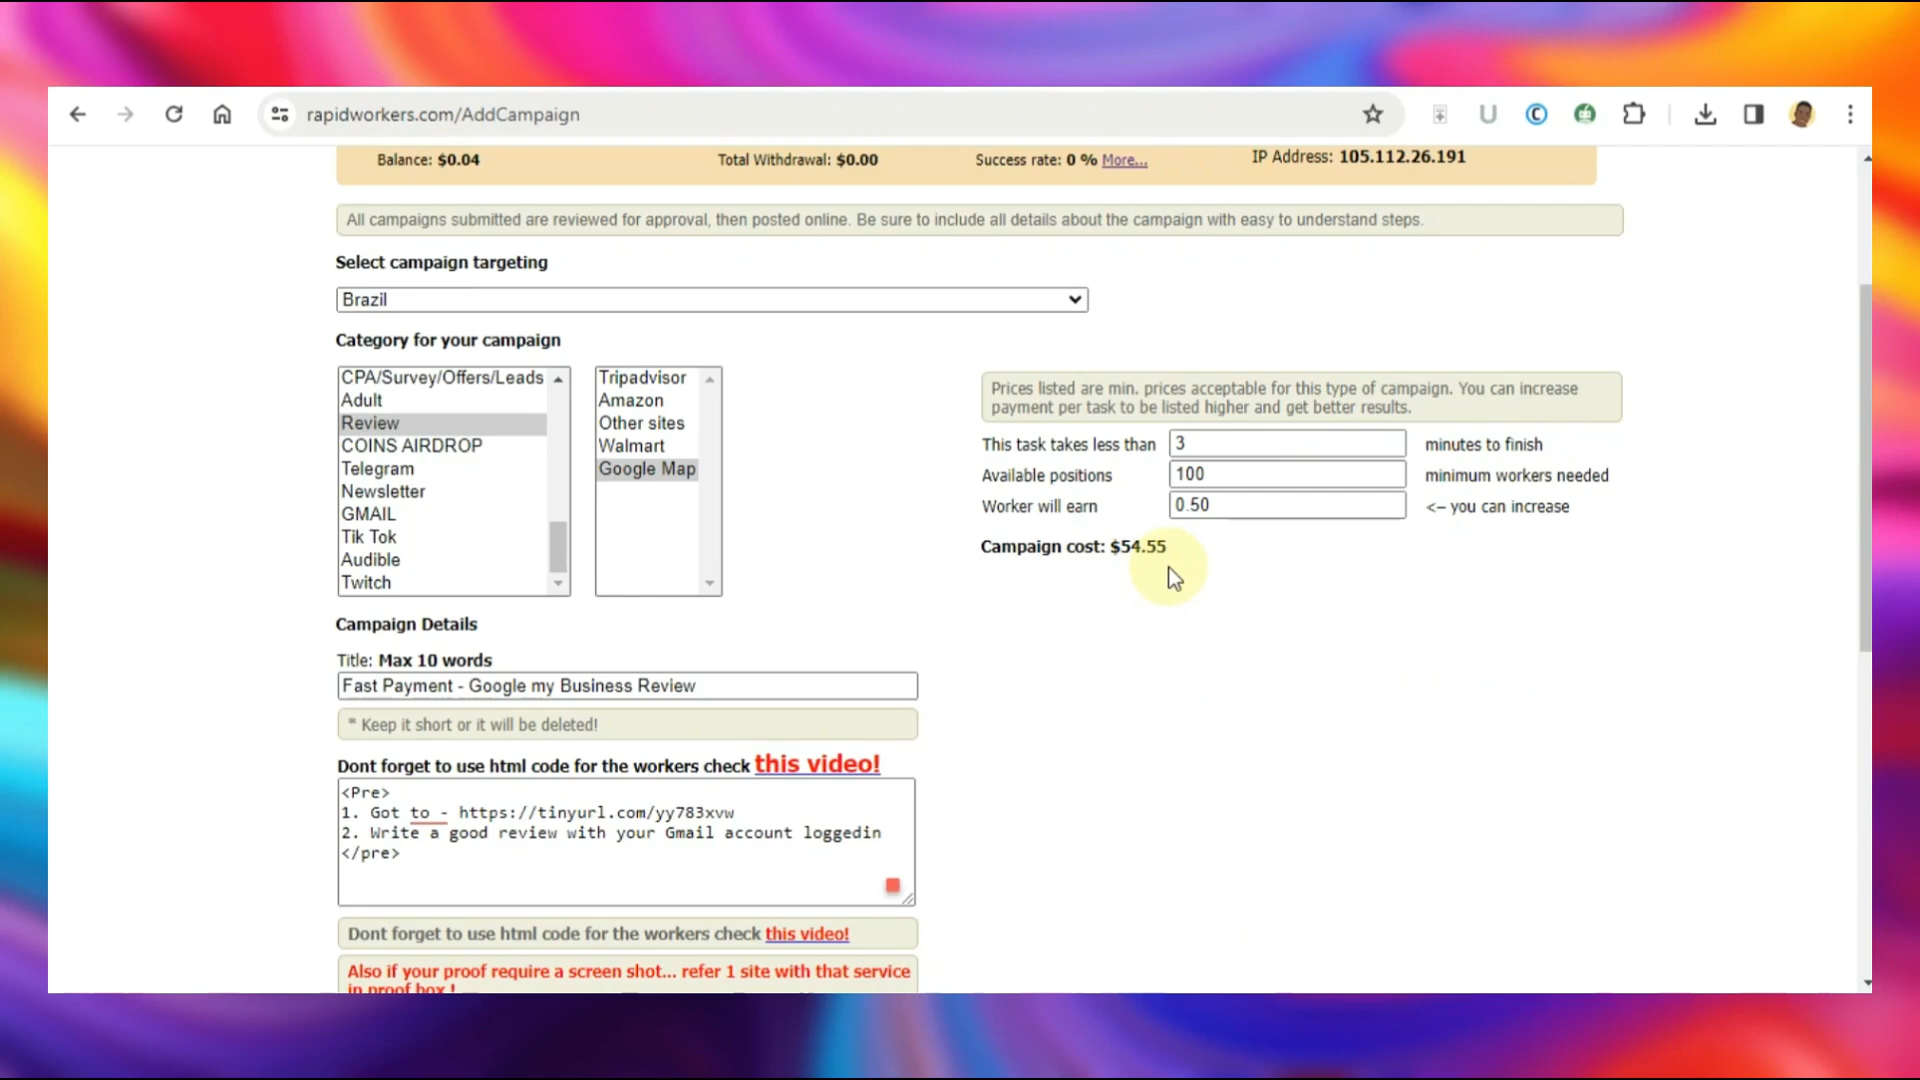 rapidworkers.com/AddCampaign
Balance: $0.04
Total Withdrawal: $0.00
Success rate: 0 % More...
IP Address: 105.112.26.191
All campaigns submitted are reviewed for approval, then posted online. Be sure to include all details about the campaign with easy to understand steps.
Select campaign targeting
Brazil
Category for your campaign
CPA/Survey/Offers/Leads
Adult
Review
COINS AIRDROP
Telegram
Newsletter
GMAIL
Tik Tok
Audible
Twitch
Tripadvisor
Amazon
Other sites
Walmart
Google Map
Prices listed are min. prices acceptable for this type of campaign. You can increase
payment per task to be listed higher and get better results.
This task takes less than 3 minutes to finish
Available positions 100 minimum workers needed
Worker will earn 0.50 <– you can increase
Campaign cost: $54.55
Campaign Details
Title: Max 10 words
Fast Payment - Google my Business Review
* Keep it short or it will be deleted!
Dont forget to use html code for the workers check this video!
<Pre>
1. Got to - https://tinyurl.com/yy783xvw
2. Write a good review with your Gmail account loggedin
</pre>
Dont forget to use html code for the workers check this video!
Also if your proof require a screen shot... refer 1 site with that service
in proof box !